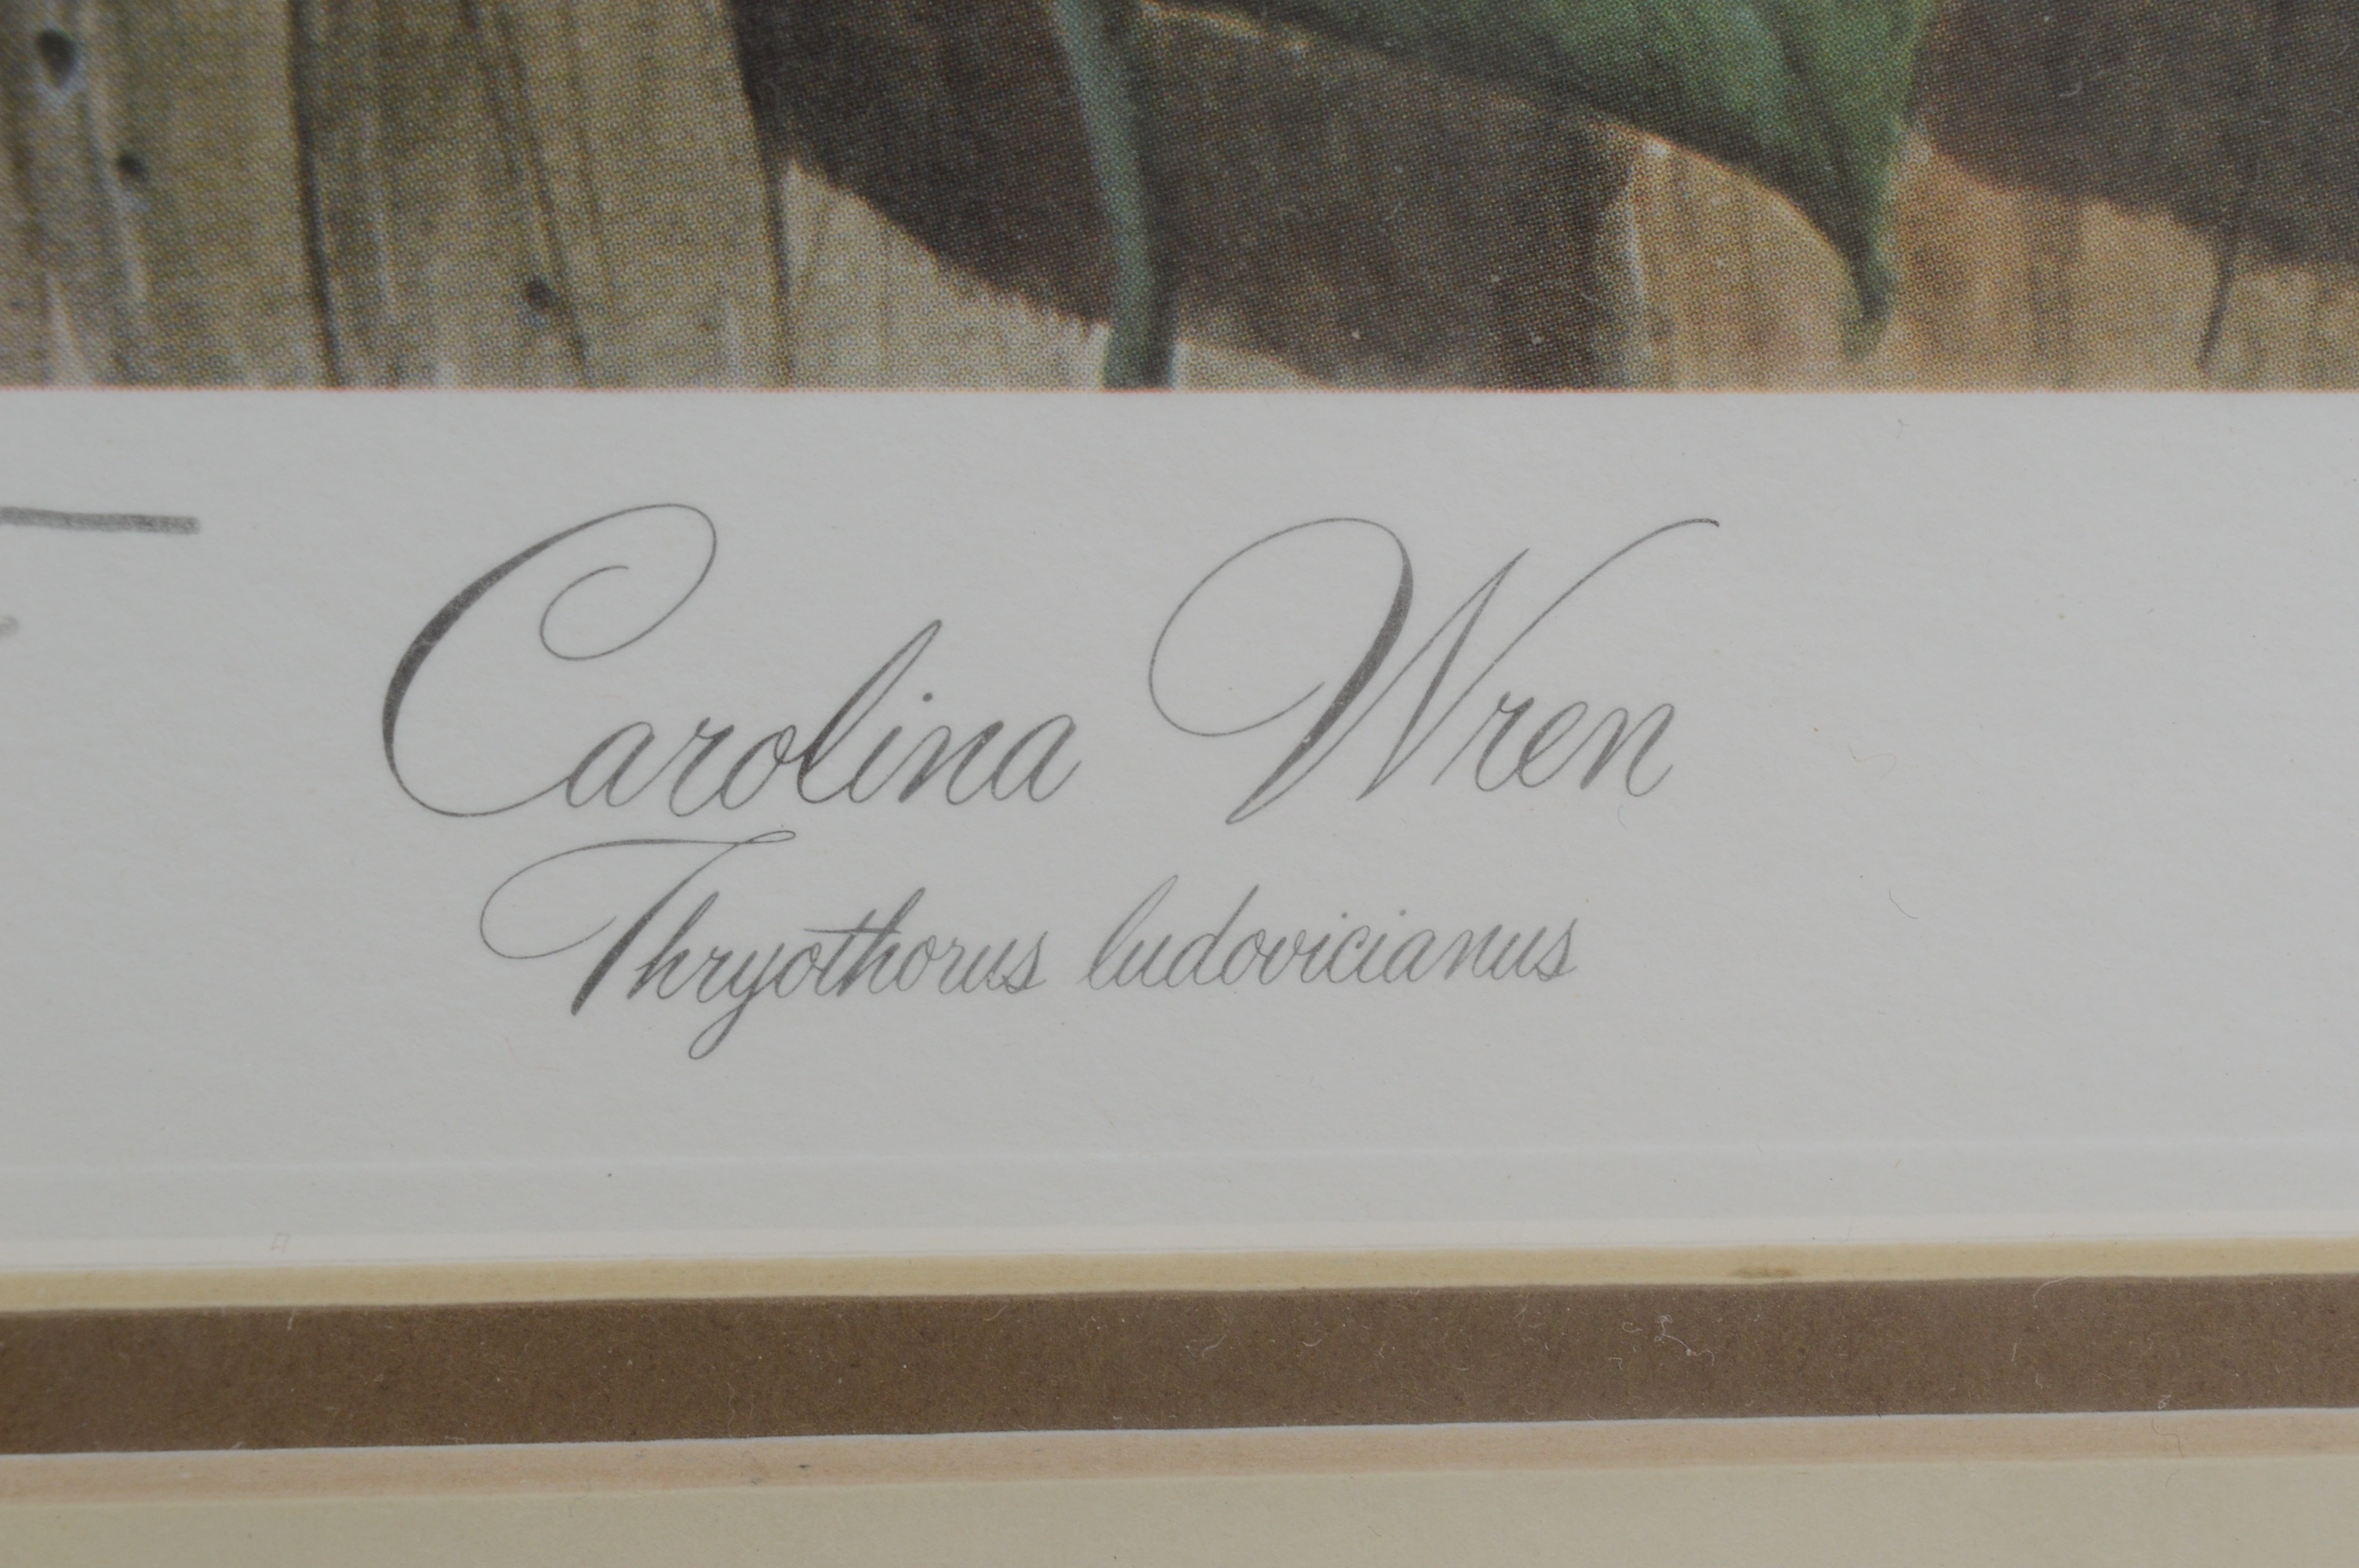 Carolina Wren
Thryothorus ludovicianus